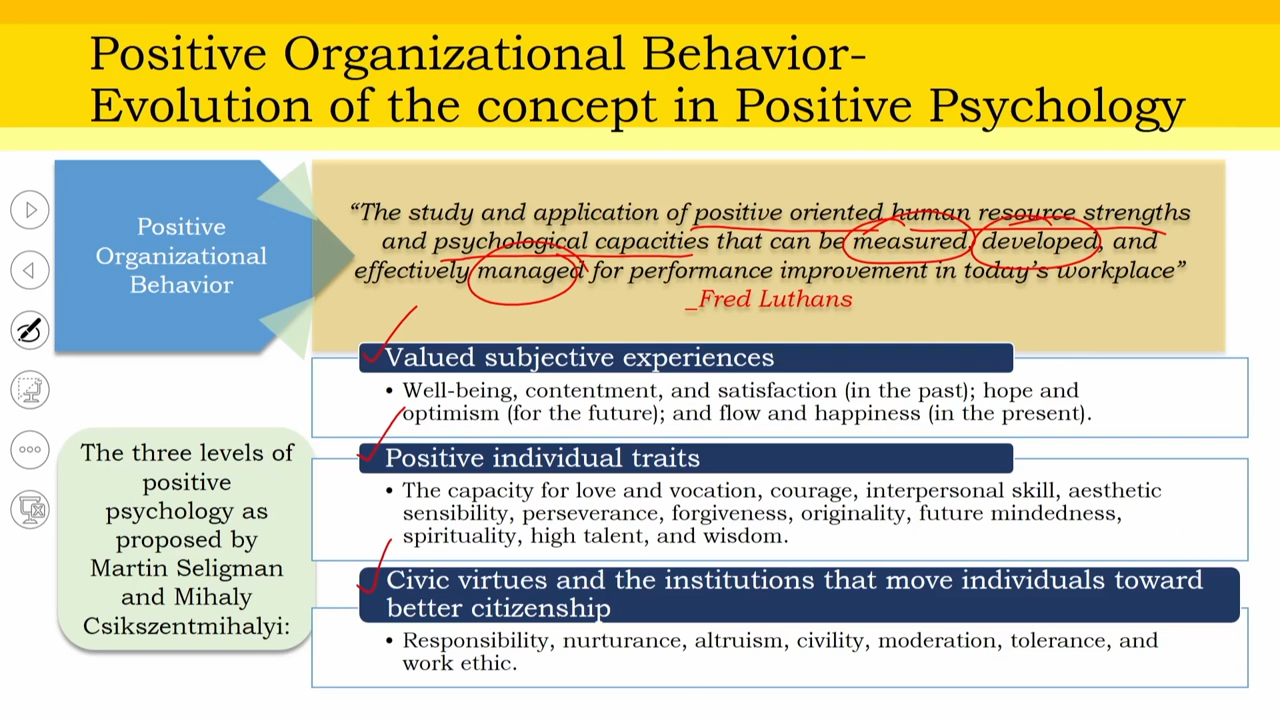 Positive Organizational Behavior-
Evolution of the concept in Positive Psychology
Positive
Organizational
Behavior
“The study and application of positive oriented human resource strengths
and psychological capacities that can be measured, developed, and
effectively managed for performance improvement in today’s workplace”
_Fred Luthans
The three levels of
positive
psychology as
proposed by
Martin Seligman
and Mihaly
Csikszentmihalyi:
Valued subjective experiences
• Well-being, contentment, and satisfaction (in the past); hope and
optimism (for the future); and flow and happiness (in the present).
Positive individual traits
• The capacity for love and vocation, courage, interpersonal skill, aesthetic
sensibility, perseverance, forgiveness, originality, future mindedness,
spirituality, high talent, and wisdom.
Civic virtues and the institutions that move individuals toward
better citizenship
• Responsibility, nurturance, altruism, civility, moderation, tolerance, and
work ethic.